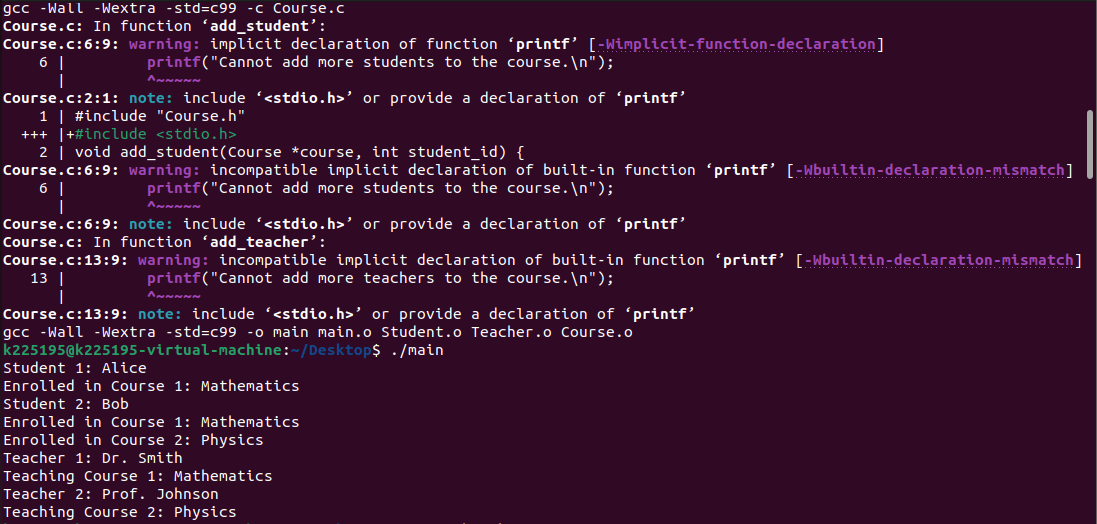 gcc -Wall -Wextra -std=c99 -c Course.c
Course.c: In function ‘add_student’:
Course.c:6:9: warning: implicit declaration of function ‘printf’ [-Wimplicit-function-declaration]
    6 |         printf("Cannot add more students to the course.\n");
      |         ^~~~~~
Course.c:2:1: note: include ‘<stdio.h>’ or provide a declaration of ‘printf’
    1 | #include "Course.h"
  +++ |+#include <stdio.h>
    2 | void add_student(Course *course, int student_id) {
Course.c:6:9: warning: incompatible implicit declaration of built-in function ‘printf’ [-Wbuiltin-declaration-mismatch]
    6 |         printf("Cannot add more students to the course.\n");
      |         ^~~~~~
Course.c:6:9: note: include ‘<stdio.h>’ or provide a declaration of ‘printf’
Course.c: In function ‘add_teacher’:
Course.c:13:9: warning: incompatible implicit declaration of built-in function ‘printf’ [-Wbuiltin-declaration-mismatch]
   13 |         printf("Cannot add more teachers to the course.\n");
      |         ^~~~~~
Course.c:13:9: note: include ‘<stdio.h>’ or provide a declaration of ‘printf’
gcc -Wall -Wextra -std=c99 -o main main.o Student.o Teacher.o Course.o
k225195@k225195-virtual-machine:~/Desktop$ ./main
Student 1: Alice
Enrolled in Course 1: Mathematics
Student 2: Bob
Enrolled in Course 1: Mathematics
Enrolled in Course 2: Physics
Teacher 1: Dr. Smith
Teaching Course 1: Mathematics
Teacher 2: Prof. Johnson
Teaching Course 2: Physics